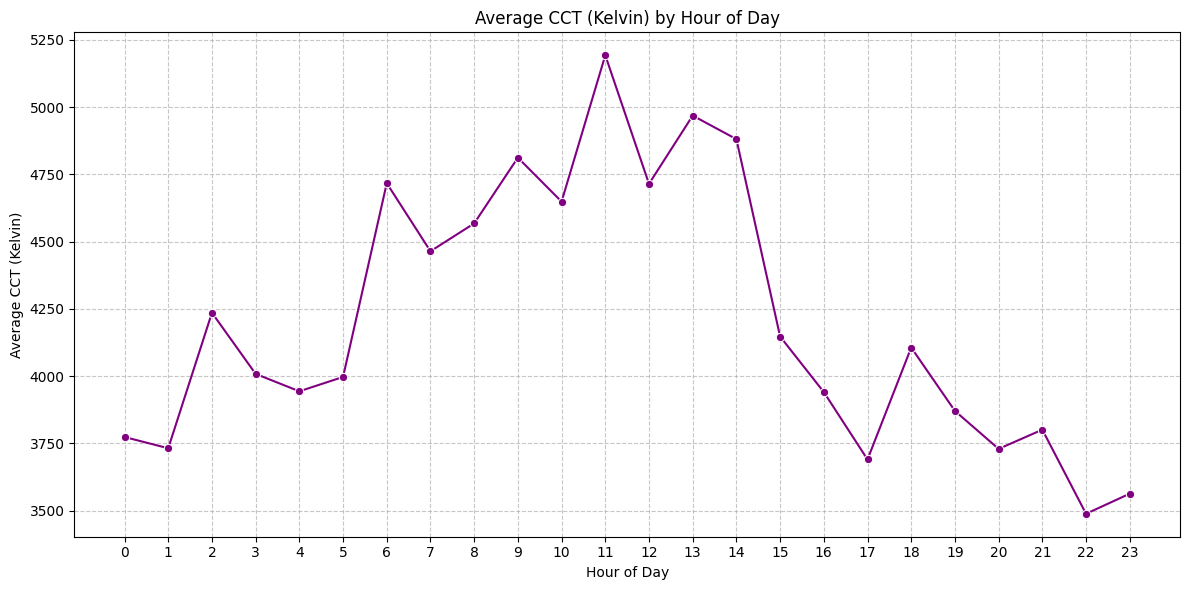 Average CCT (Kelvin) by Hour of Day
Average CCT (Kelvin)
5250
5000
4750
4500
4250
4000
3750
3500
0 1 2 3 4 5 6 7 8 9 10 11 12 13 14 15 16 17 18 19 20 21 22 23
Hour of Day